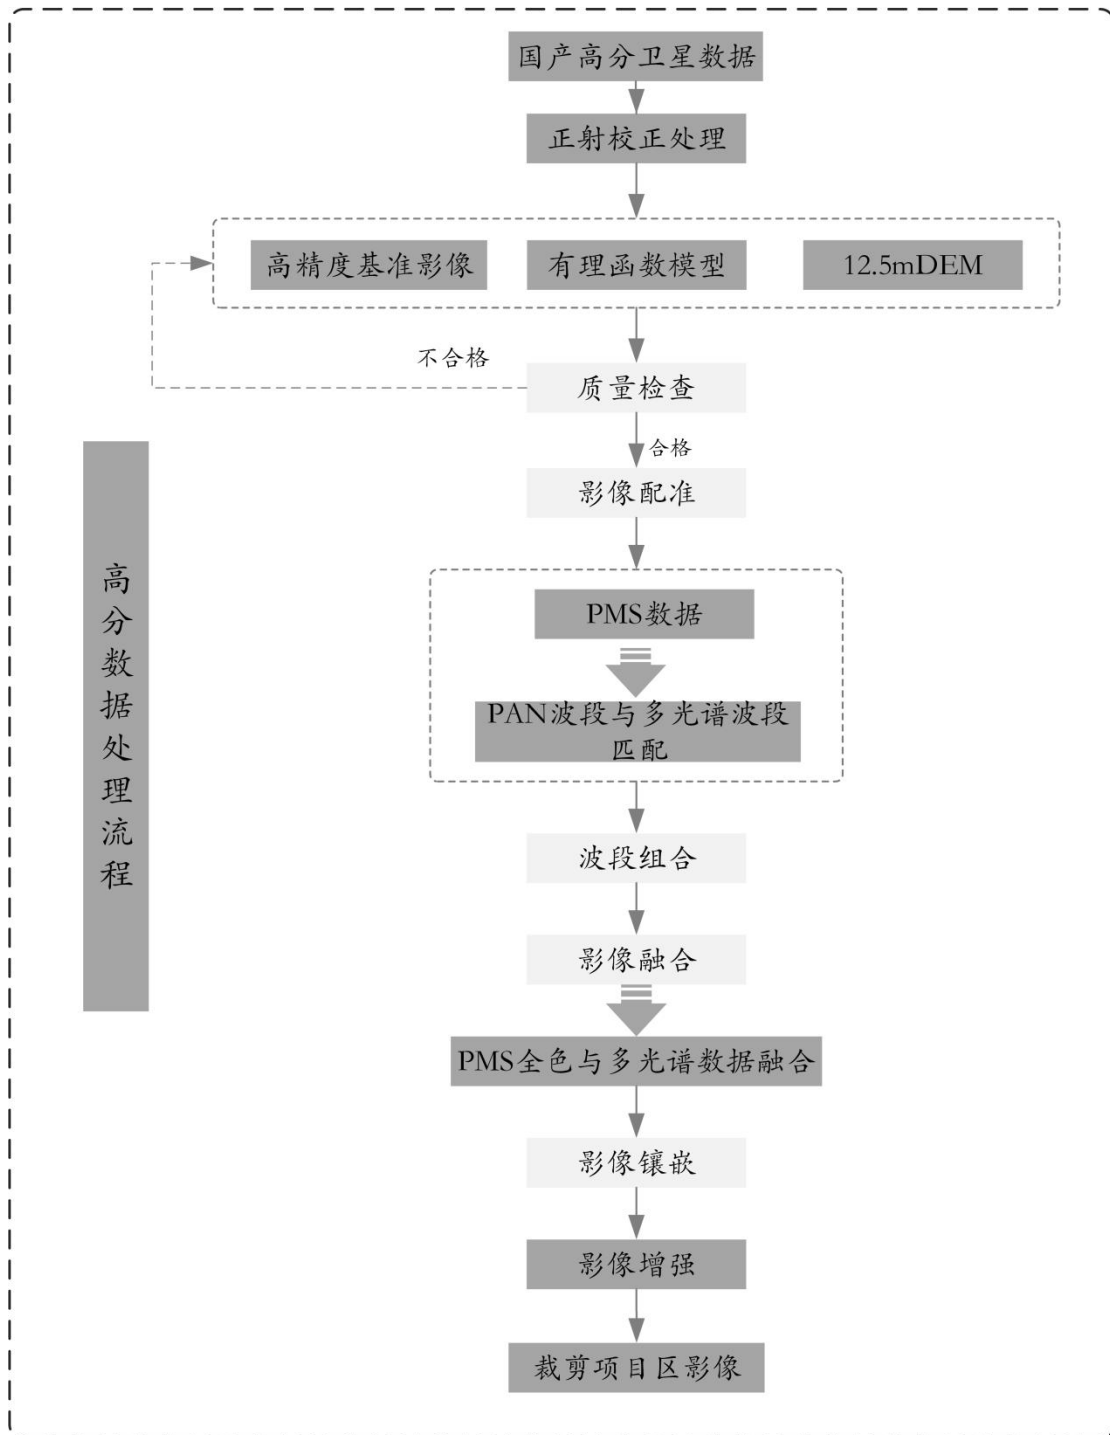 国产高分卫星数据
正射校正处理
高精度基准影像
有理函数模型
12.5mDEM
不合格
质量检查
合格
影像配准
高分数据处理流程
PMS数据
PAN波段与多光谱波段
匹配
波段组合
影像融合
PMS全色与多光谱数据融合
影像镶嵌
影像增强
裁剪项目区影像